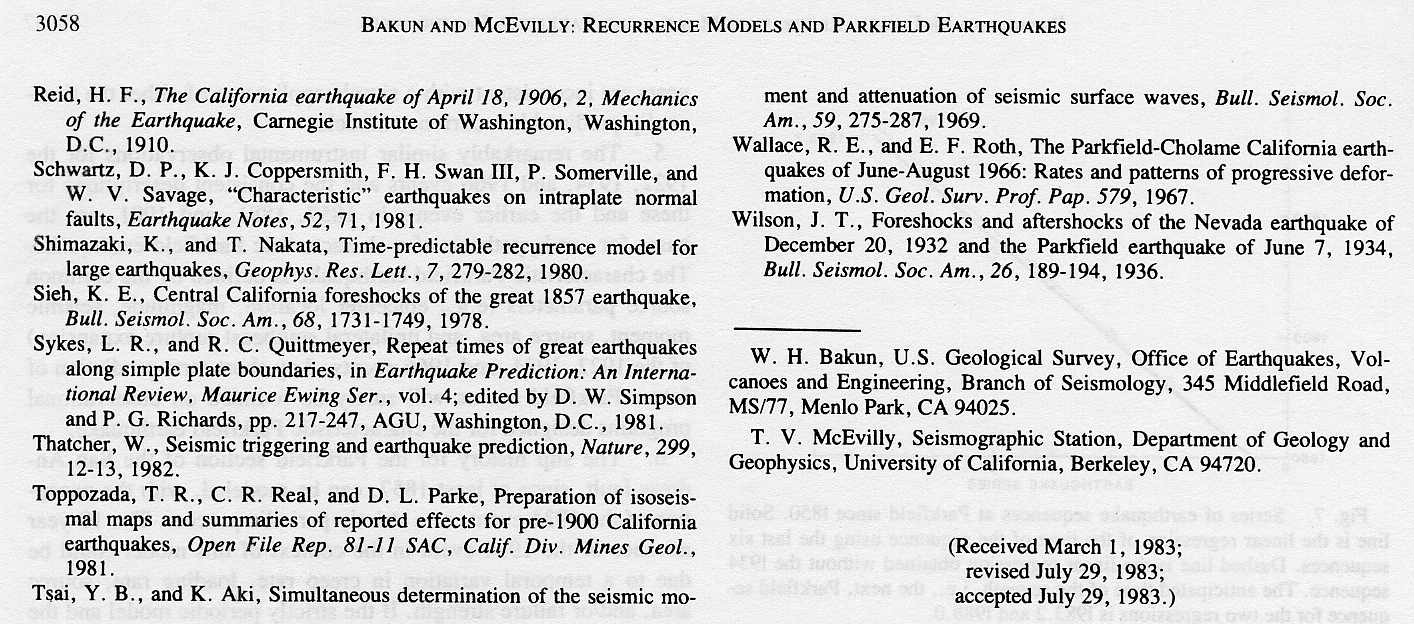 3058
BAKUN AND MCEVILLY: RECURRENCE MODELS AND PARKFIELD EARTHQUAKES
Reid, H. F., The California earthquake of April 18, 1906, 2, Mechanics
of the Earthquake, Carnegie Institute of Washington, Washington,
D.C., 1910.
Schwartz, D. P., K. J. Coppersmith, F. H. Swan III, P. Somerville, and
W. V. Savage, "Characteristic" earthquakes on intraplate normal
faults, Earthquake Notes, 52, 71, 1981.
Shimazaki, K., and T. Nakata, Time-predictable recurrence model for
large earthquakes, Geophys. Res. Lett., 7, 279-282, 1980.
Sieh, K. E., Central California foreshocks of the great 1857 earthquake,
Bull. Seismol. Soc. Am., 68, 1731-1749, 1978.
Sykes, L. R., and R. C. Quittmeyer, Repeat times of great earthquakes
along simple plate boundaries, in Earthquake Prediction: An Interna-
tional Review, Maurice Ewing Ser., vol. 4; edited by D. W. Simpson
and P. G. Richards, pp. 217-247, AGU, Washington, D.C., 1981.
Thatcher, W., Seismic triggering and earthquake prediction, Nature, 299,
12-13, 1982.
Toppozada, T. R., C. R. Real, and D. L. Parke, Preparation of isoseis-
mal maps and summaries of reported effects for pre-1900 California
earthquakes, Open File Rep. 81-11 SAC, Calif. Div. Mines Geol.,
1981.
Tsai, Y. B., and K. Aki, Simultaneous determination of the seismic mo-
ment and attenuation of seismic surface waves, Bull. Seismol. Soc.
Am., 59, 275-287, 1969.
Wallace, R. E., and E. F. Roth, The Parkfield-Cholame California earth-
quakes of June-August 1966: Rates and patterns of progressive defor-
mation, U.S. Geol. Surv. Prof. Pap. 579, 1967.
Wilson, J. T., Foreshocks and aftershocks of the Nevada earthquake of
December 20, 1932 and the Parkfield earthquake of June 7, 1934,
Bull. Seismol. Soc. Am., 26, 189-194, 1936.
W. H. Bakun, U.S. Geological Survey, Office of Earthquakes, Vol-
canoes and Engineering, Branch of Seismology, 345 Middlefield Road,
MS/77, Menlo Park, CA 94025.
T. V. McEvilly, Seismographic Station, Department of Geology and
Geophysics, University of California, Berkeley, CA 94720.
(Received March 1, 1983;
revised July 29, 1983;
accepted July 29, 1983.)